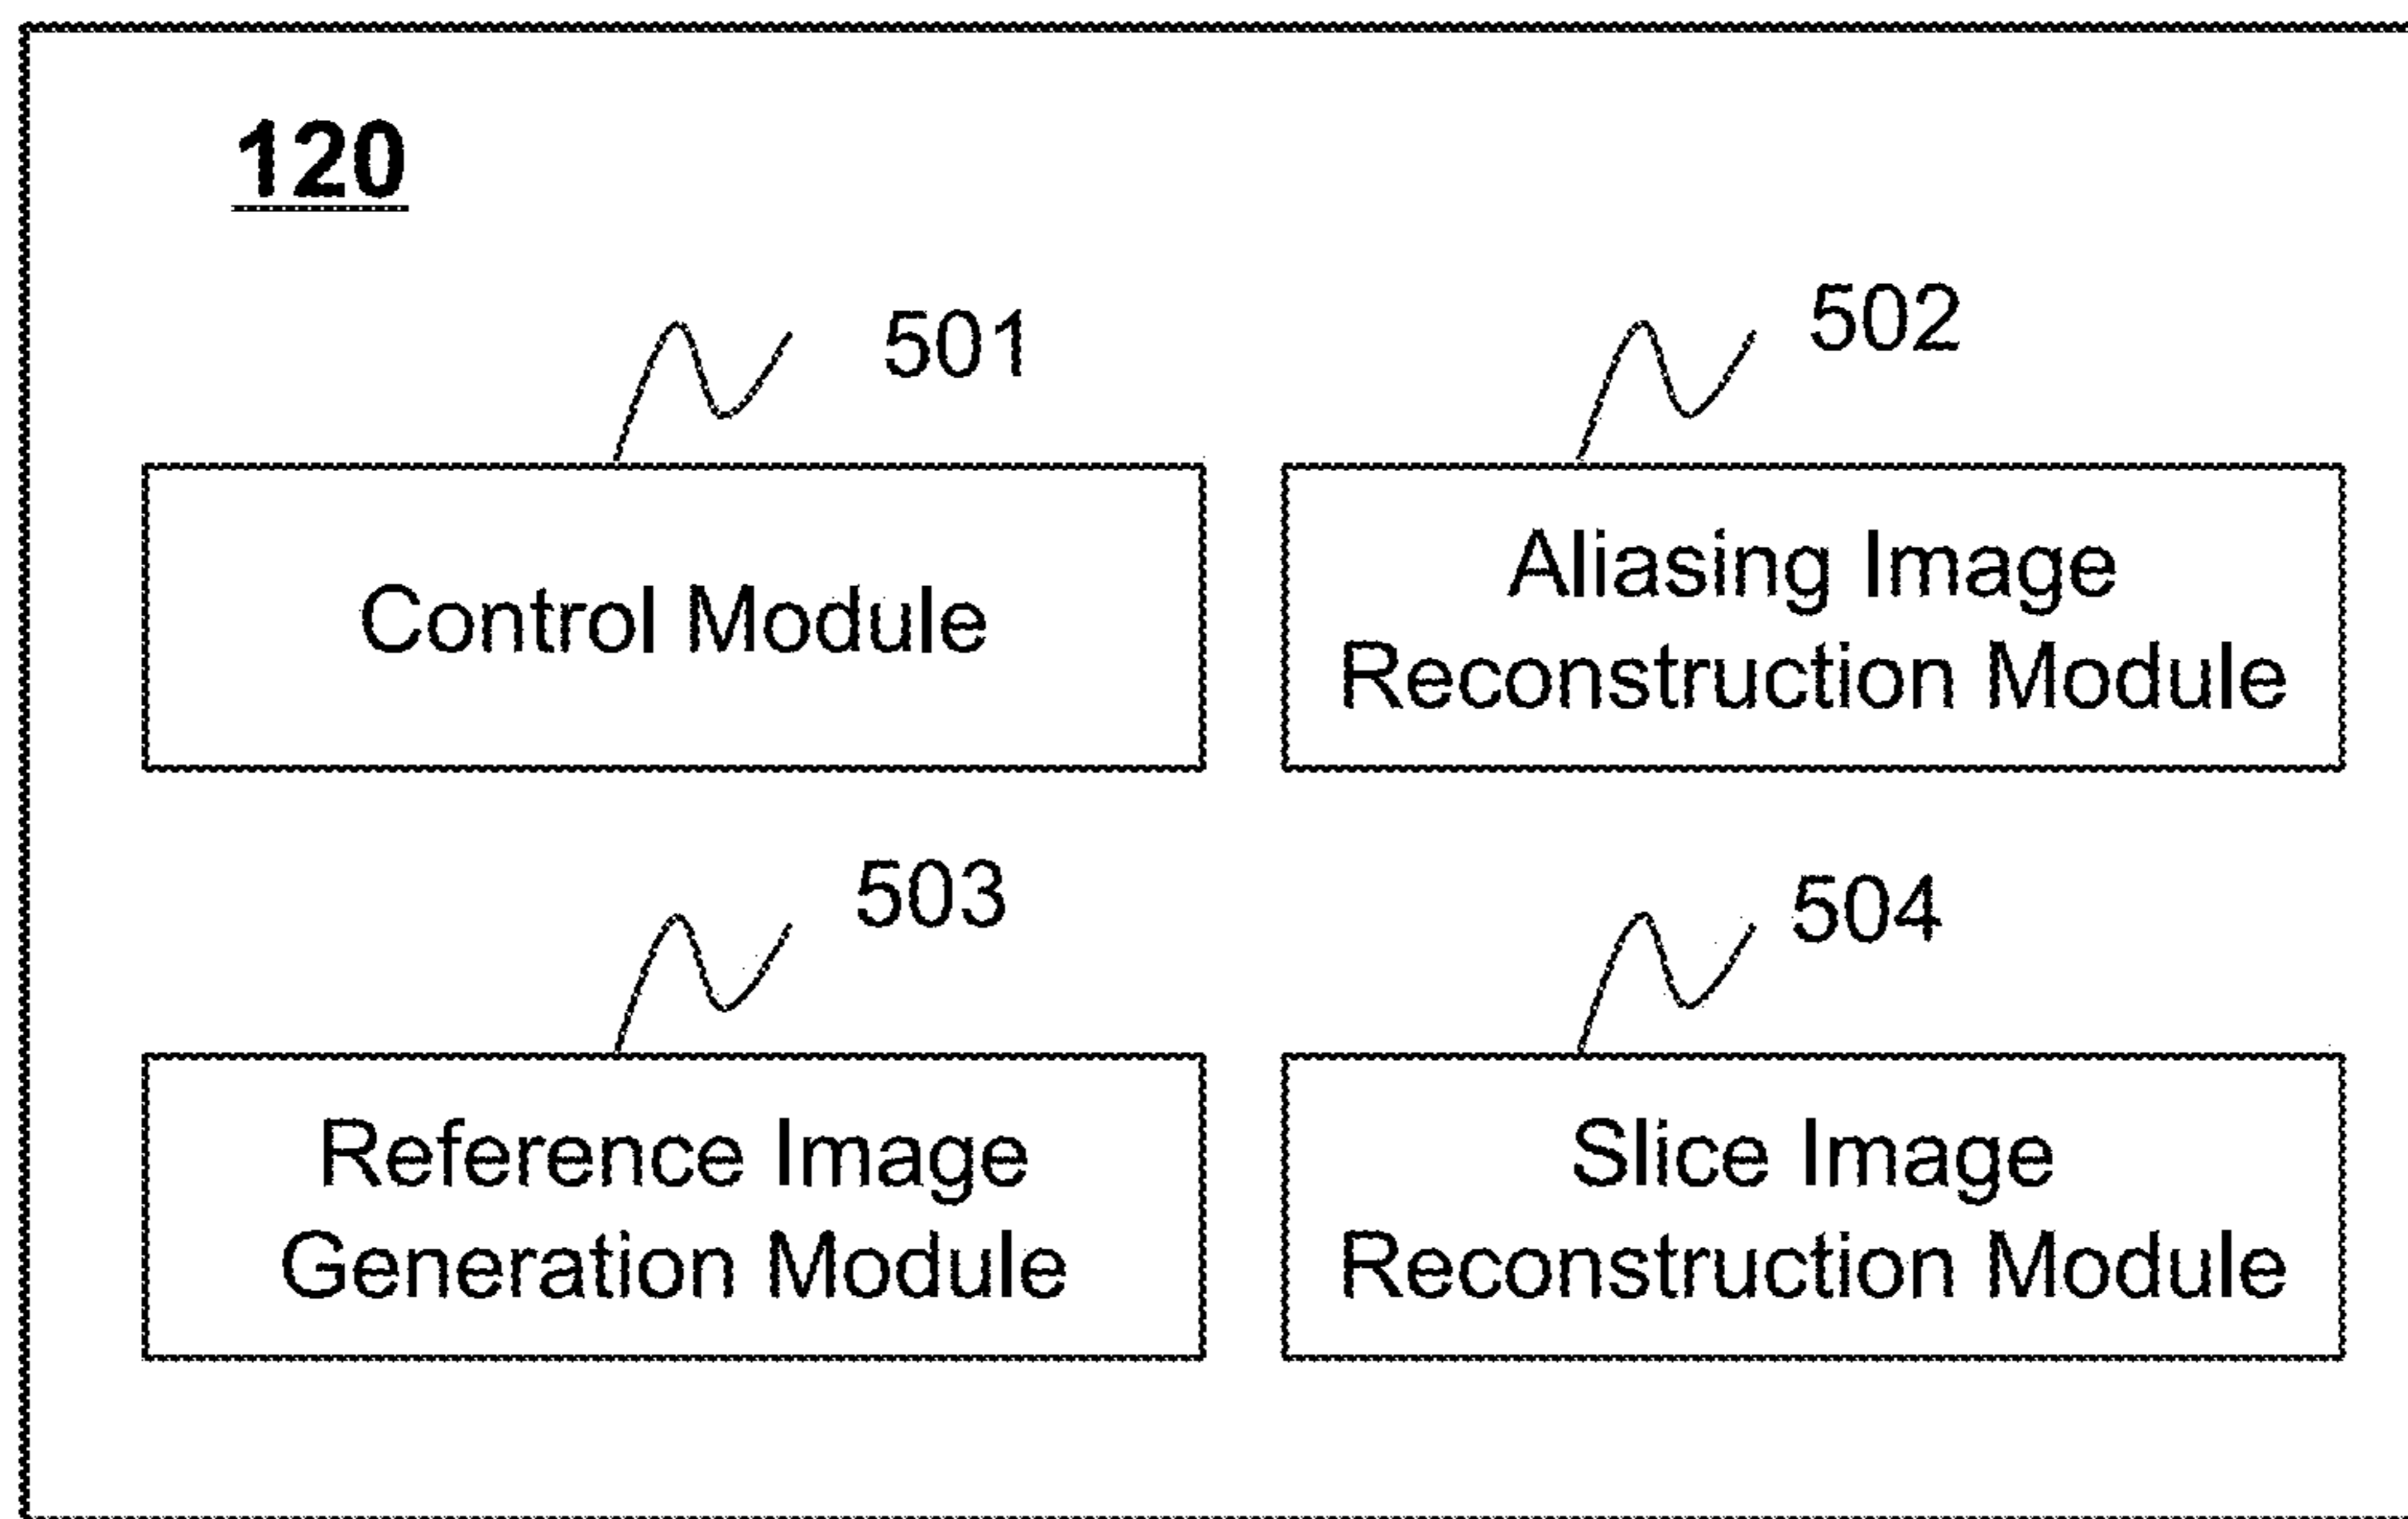 120
501
502
Control Module
Aliasing Image
Reconstruction Module
503
504
Reference Image
Generation Module
Slice Image
Reconstruction Module